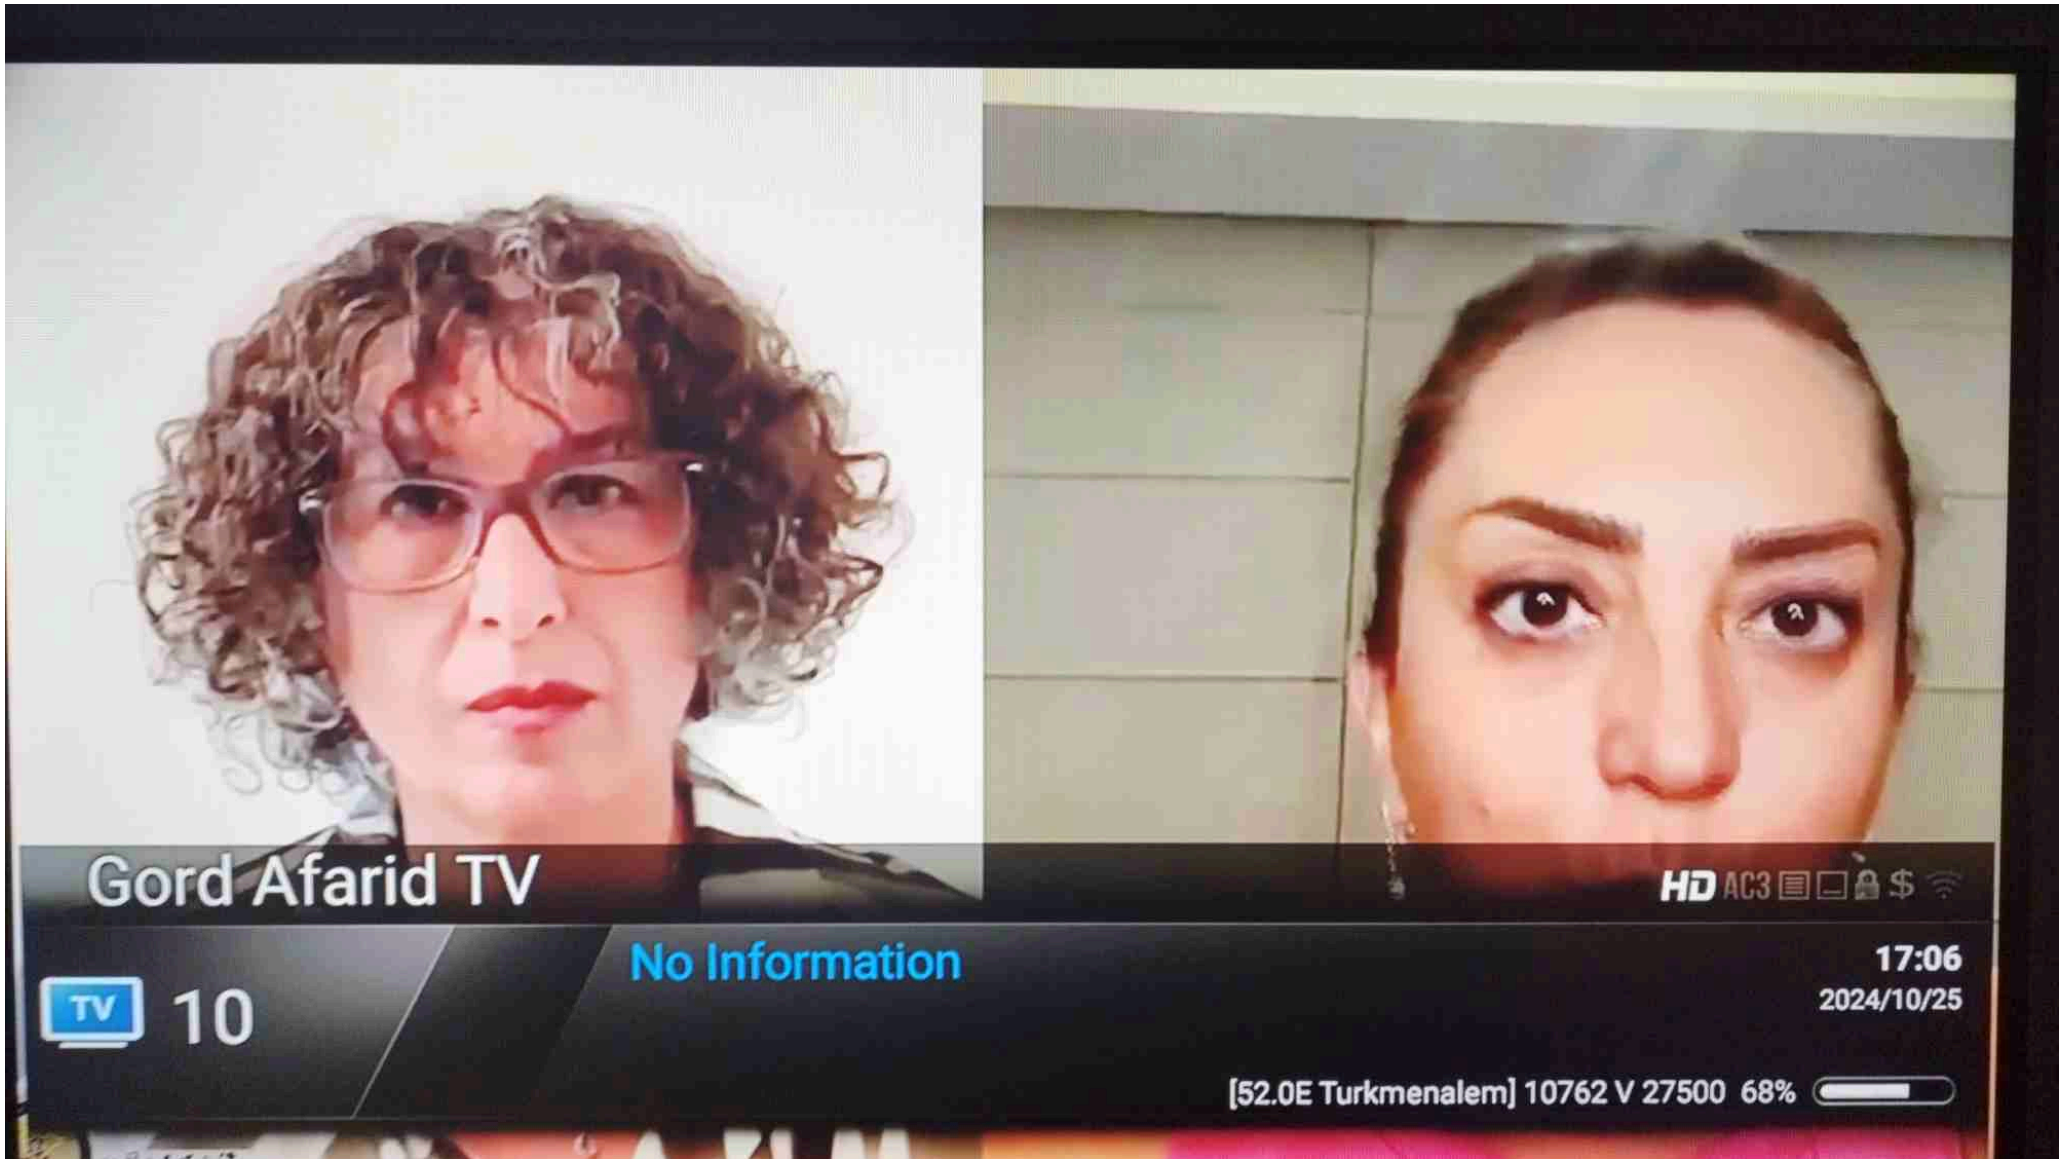 Gord Afarid TV
HD AC3 $
No Information
17:06
TV 10
2024/10/25
[52.0E Turkmenalem] 10762 V 27500 68%